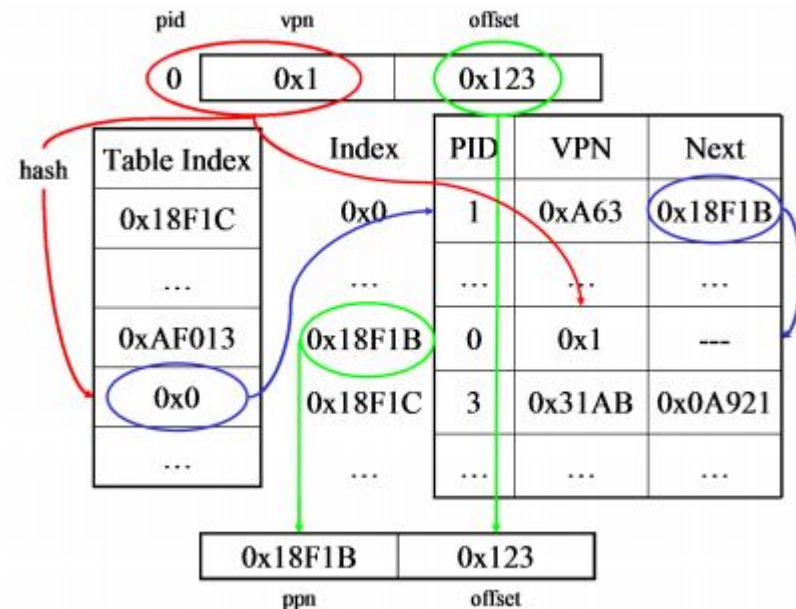 pid vpn offset
0 0x1 0x123
hash
Table Index Index PID VPN Next
0x18F1C 0x0 1 0xA63 0x18F1B
... ... ... ... ...
0xAF013 0x18F1B 0 0x1 ---
0x0 0x18F1C 3 0x31AB 0x0A921
... ... ... ... ...
0x18F1B 0x123
ppn offset